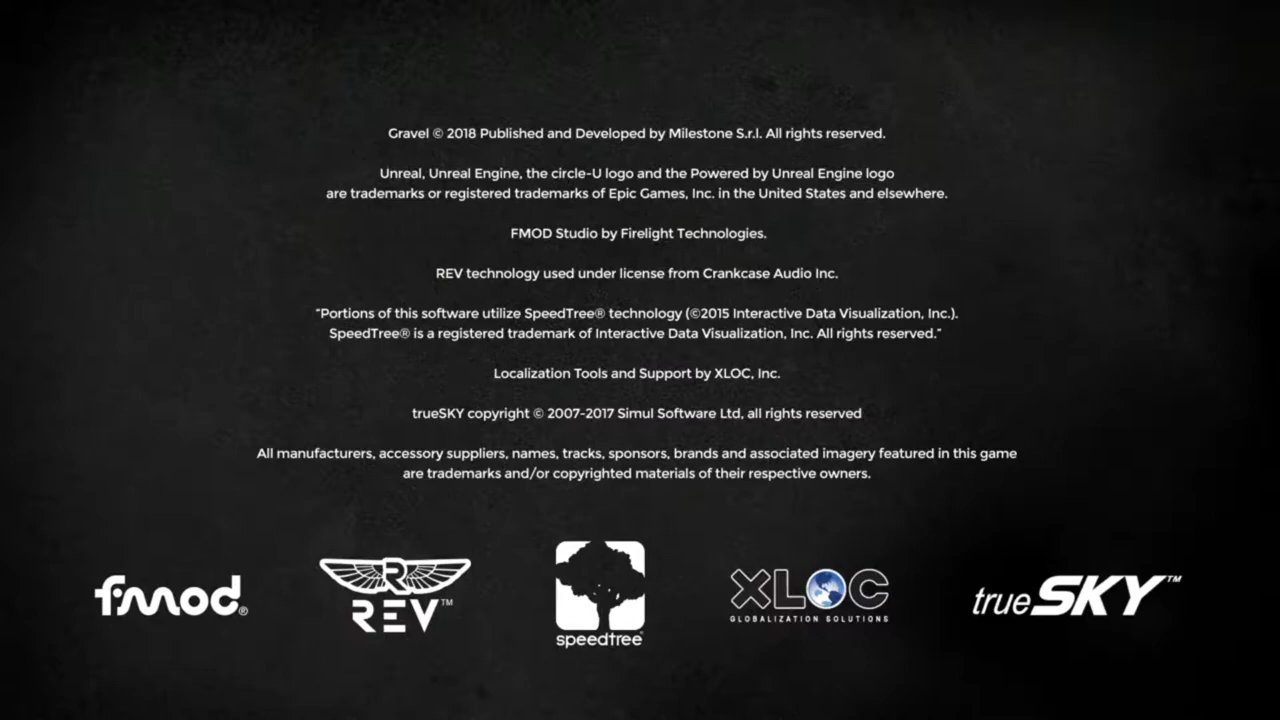 Gravel © 2018 Published and Developed by Milestone S.r.l. All rights reserved.
Unreal, Unreal Engine, the circle-U logo and the Powered by Unreal Engine logo
are trademarks or registered trademarks of Epic Games, Inc. in the United States and elsewhere.
FMOD Studio by Firelight Technologies.
REV technology used under license from Crankcase Audio Inc.
“Portions of this software utilize SpeedTree® technology (©2015 Interactive Data Visualization, Inc.).
SpeedTree® is a registered trademark of Interactive Data Visualization, Inc. All rights reserved.”
Localization Tools and Support by XLOC, Inc.
trueSKY copyright © 2007-2017 Simul Software Ltd, all rights reserved
All manufacturers, accessory suppliers, names, tracks, sponsors, brands and associated imagery featured in this game
are trademarks and/or copyrighted materials of their respective owners.
fmod®
R
REV™
speedtree®
XLOC
GLOBALIZATION SOLUTIONS
trueSKY™